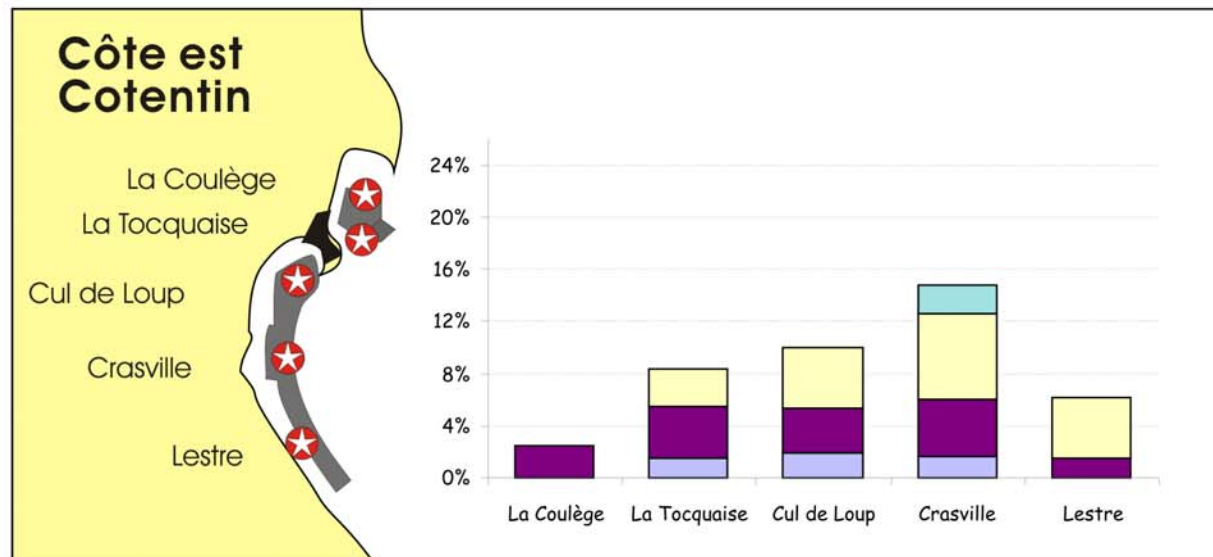 Côte est
Cotentin
La Coulège
La Tocquaise
Cul de Loup
Crasville
Lestre
24%
20%
16%
12%
8%
4%
0%
La Coulège
La Tocquaise
Cul de Loup
Crasville
Lestre